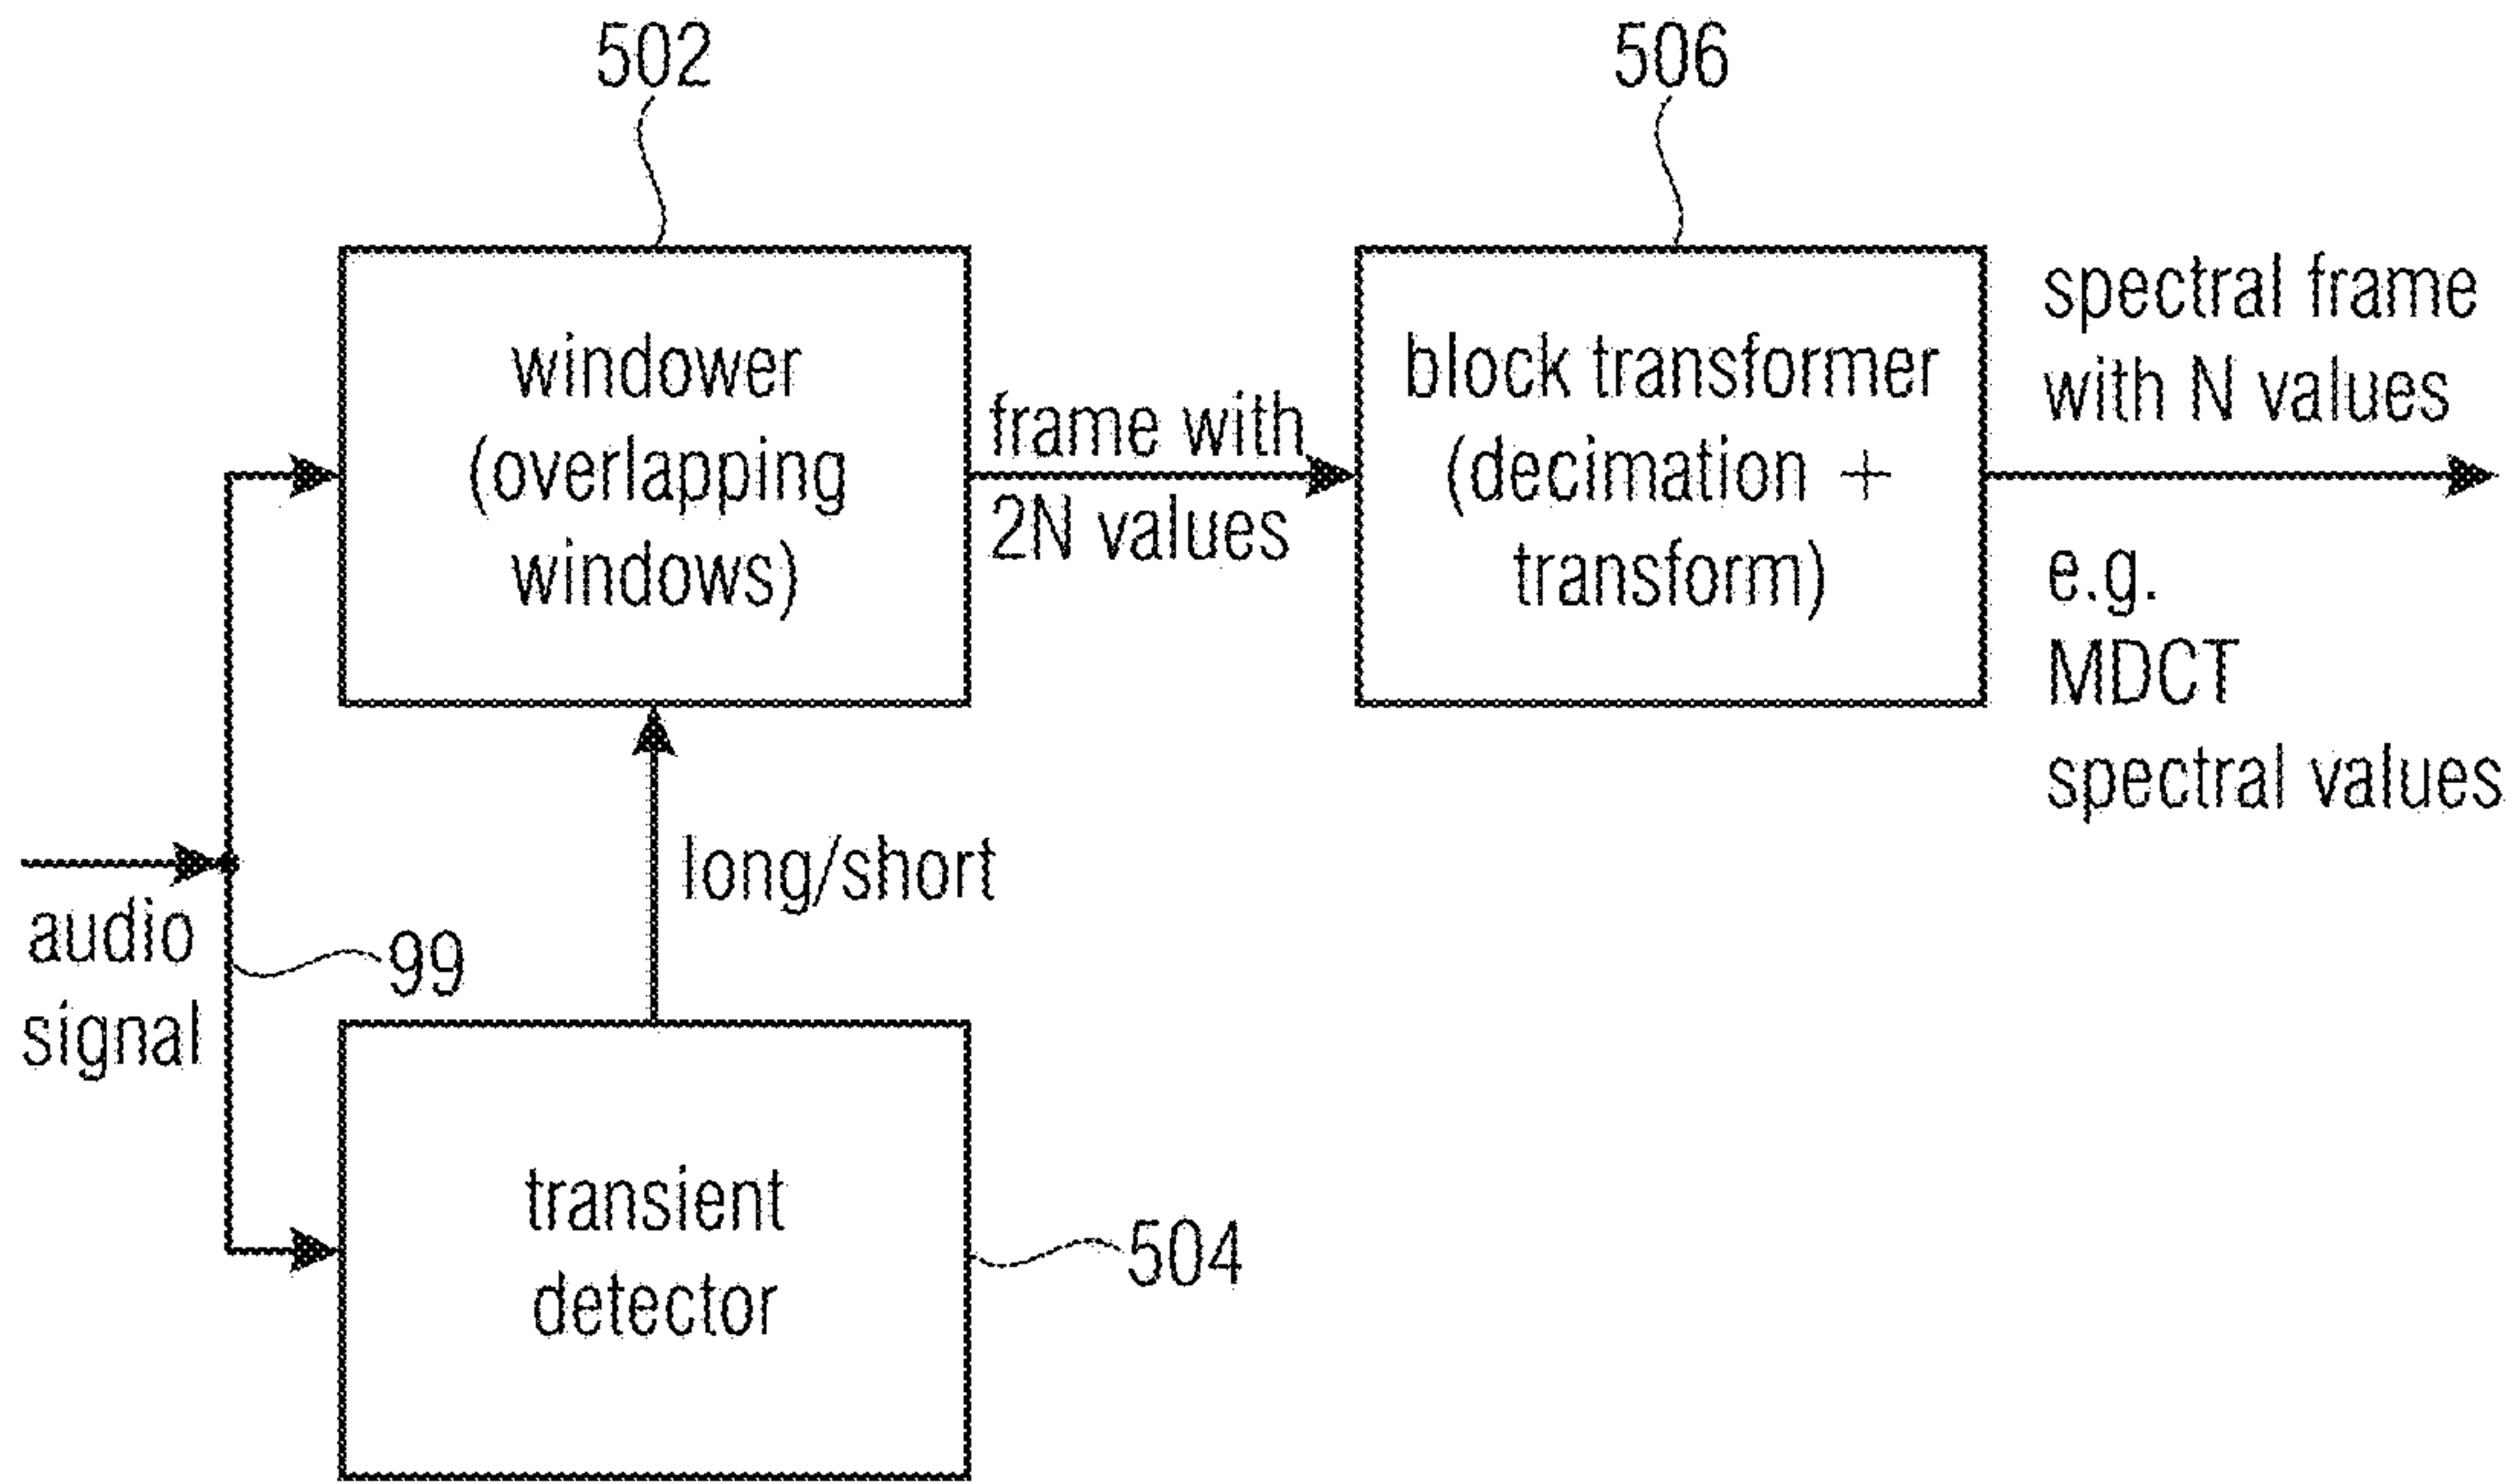 502
506
windower
(overlapping
windows)
frame with
2N values
block transformer
(decimation +
transform)
spectral frame
with N values
e.g.
MDCT
spectral values
long/short
audio
signal
99
transient
detector
504